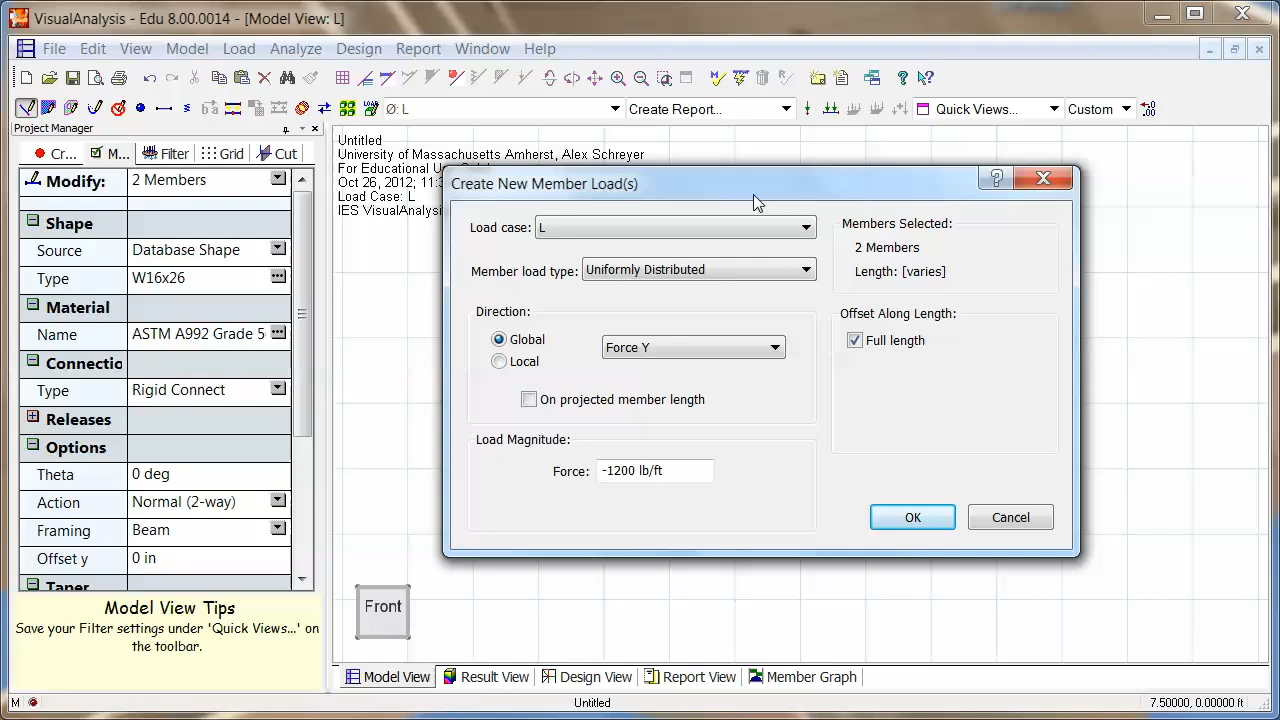 VisualAnalysis - Edu 8.00.0014 - [Model View: L]
File Edit View Model Load Analyze Design Report Quick Window Help
Ø: L Create Report... Quick Views... Custom
Project Manager
Cr... M... Filter Grid Cut
Modify: 2 Members
Shape
Source Database Shape
Type W16x26
Material
Name ASTM A992 Grade 5
Connectio
Type Rigid Connect
Releases
Options
Theta 0 deg
Action Normal (2-way)
Framing Beam
Offset y 0 in
Taper
Model View Tips
Save your Filter settings under 'Quick Views...' on
the toolbar.
Untitled
University of Massachusetts Amherst, Alex Schreyer
For Educational Use
Oct 26, 2012; 11:3
Load Case: L
IES VisualAnalysi
Create New Member Load(s)
Load case: L
Member load type: Uniformly Distributed
Direction:
Global
Local
Force Y
On projected member length
Load Magnitude:
Force: -1200 lb/ft
Members Selected:
2 Members
Length: [varies]
Offset Along Length:
Full length
OK Cancel
Front
Model View Result View Design View Report View Member Graph
M Untitled 7.50000, 0.00000 ft